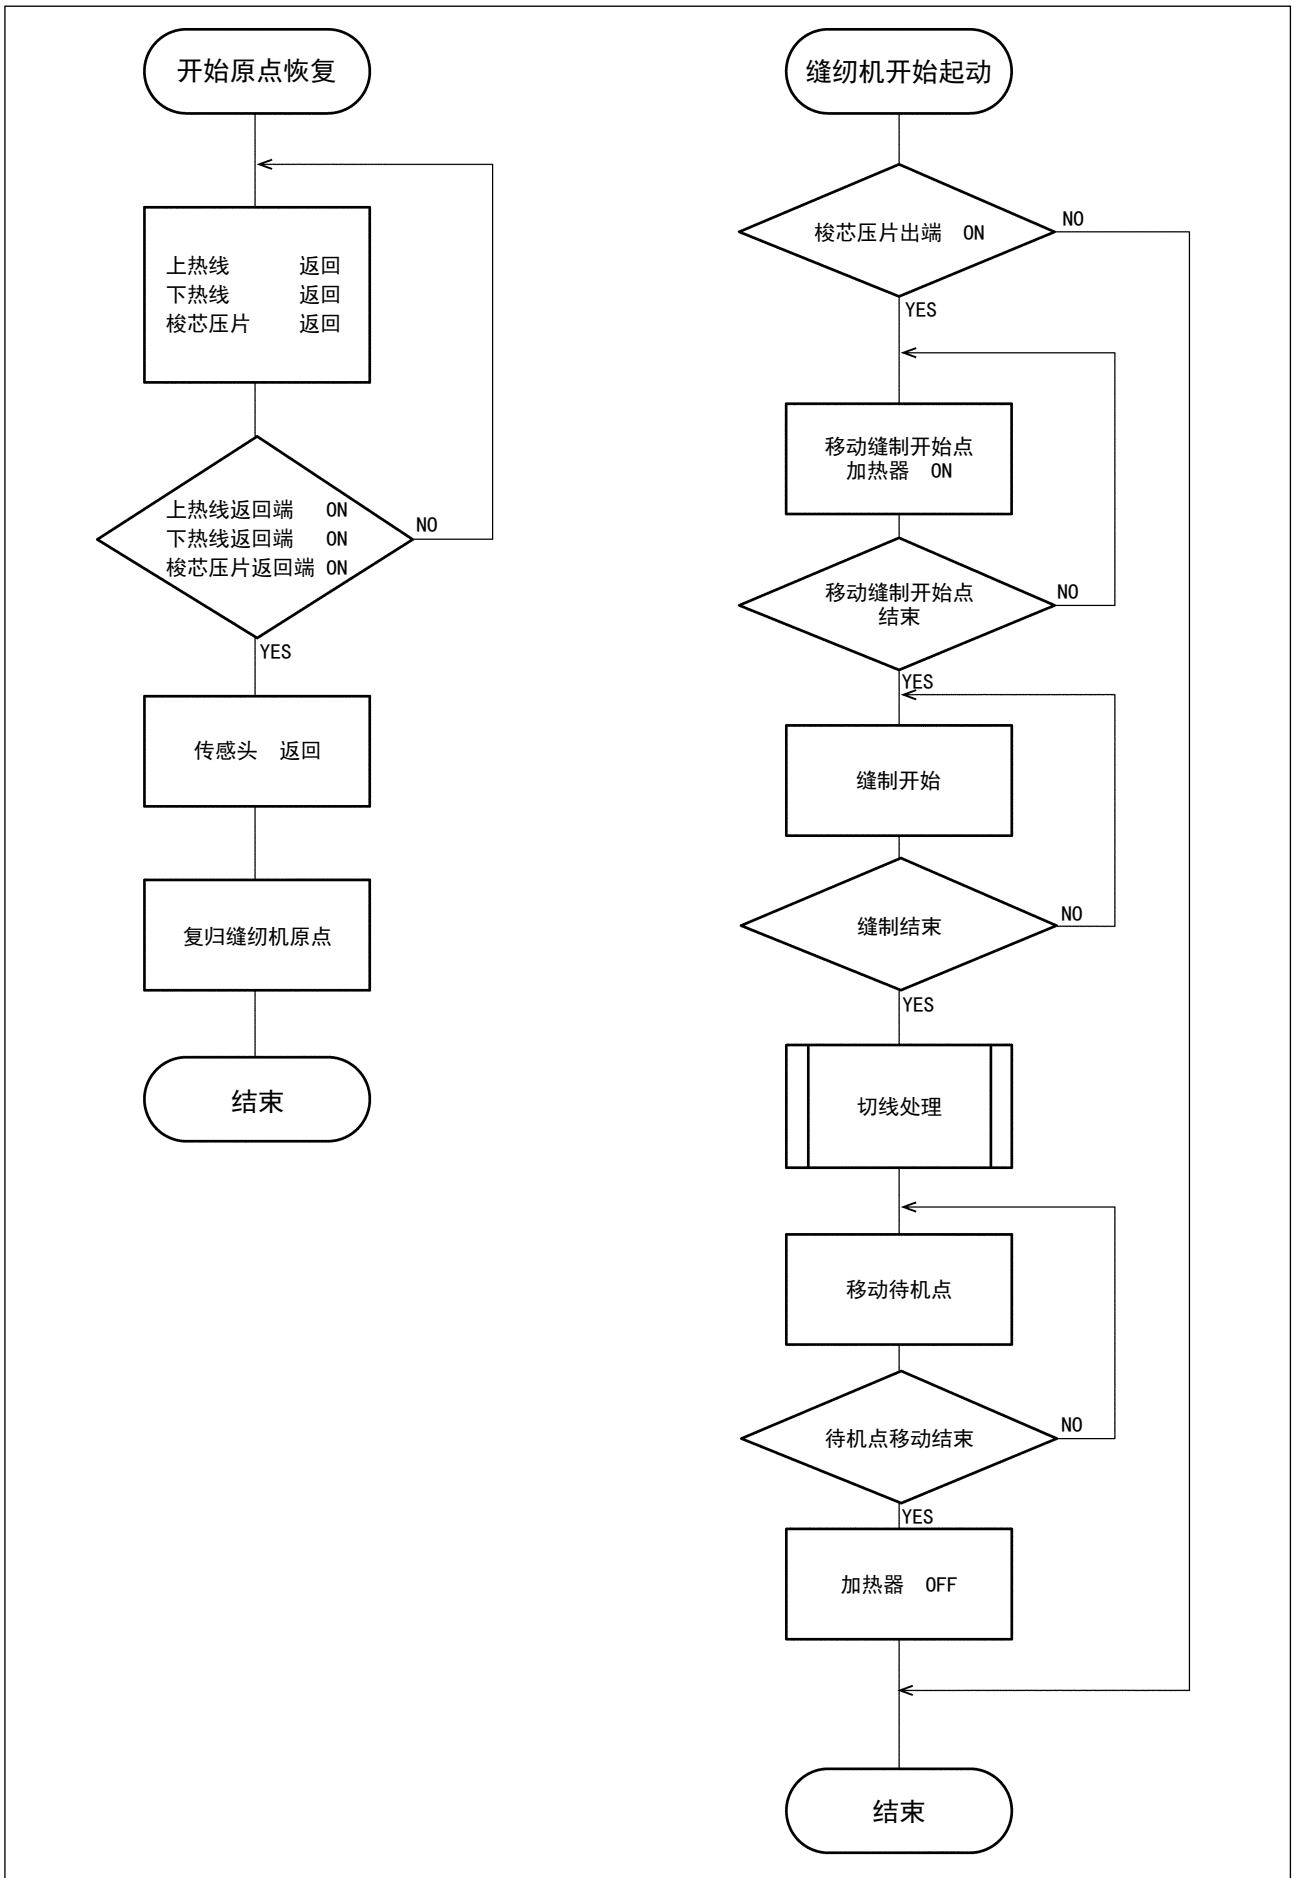 开始原点恢复
上热线 返回
下热线 返回
梭芯压片 返回
上热线返回端 ON
下热线返回端 ON
梭芯压片返回端 ON
NO
YES
传感头 返回
复归缝纫机原点
结束
缝纫机开始起动
梭芯压片出端 ON
NO
YES
移动缝制开始点
加热器 ON
移动缝制开始点
结束
NO
YES
缝制开始
缝制结束
NO
YES
切线处理
移动待机点
待机点移动结束
NO
YES
加热器 OFF
结束